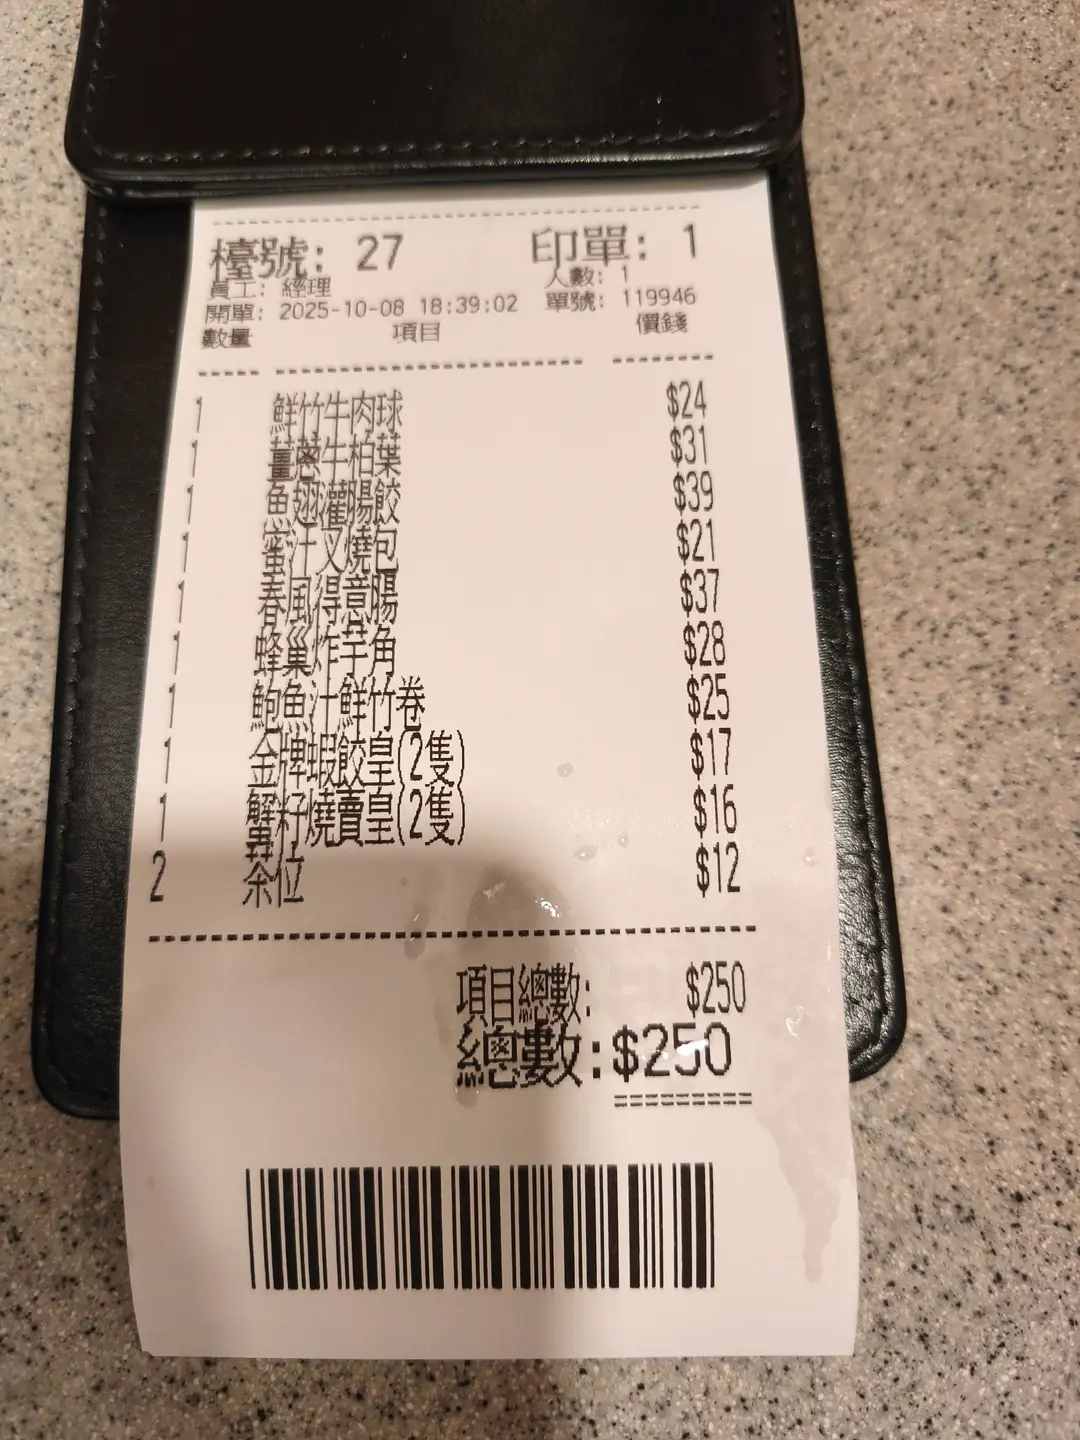 檯號: 27 印單: 1
員工: 經理 人數: 1
開單: 2025-10-08 18:39:02 單號: 119946
數量 項目 價錢
1 鮮竹牛肉球 $24
1 薑蔥牛柏葉 $31
1 魚翅灌腸餃 $39
1 蜜汁叉燒包 $21
1 春風得意腸 $37
1 蜂巢炸芋角 $28
1 鮑魚汁鮮竹卷 $25
1 金牌蝦餃皇(2隻) $17
1 蟹籽燒賣皇(2隻) $16
2 茶位 $12
項目總數: $250
總數:$250